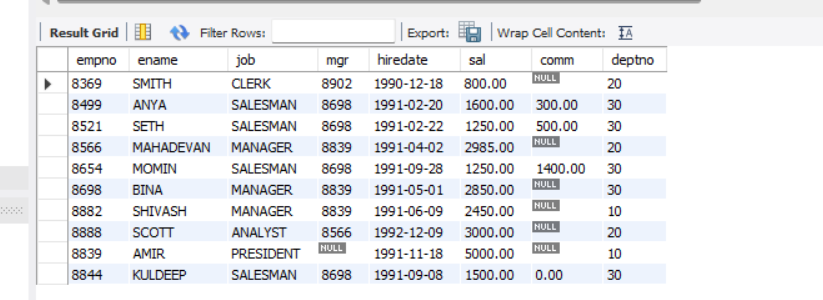 Result Grid Filter Rows: Export: Wrap Cell Content: IA
empno ename job mgr hiredate sal comm deptno
8369 SMITH CLERK 8902 1990-12-18 800.00 NULL 20
8499 ANYA SALESMAN 8698 1991-02-20 1600.00 300.00 30
8521 SETH SALESMAN 8698 1991-02-22 1250.00 500.00 30
8566 MAHADEVAN MANAGER 8839 1991-04-02 2985.00 NULL 20
8654 MOMIN SALESMAN 8698 1991-09-28 1250.00 1400.00 30
8698 BINA MANAGER 8839 1991-05-01 2850.00 NULL 30
8882 SHIVASH MANAGER 8839 1991-06-09 2450.00 NULL 10
8888 SCOTT ANALYST 8566 1992-12-09 3000.00 NULL 20
8839 AMIR PRESIDENT NULL 1991-11-18 5000.00 NULL 10
8844 KULDEEP SALESMAN 8698 1991-09-08 1500.00 0.00 30